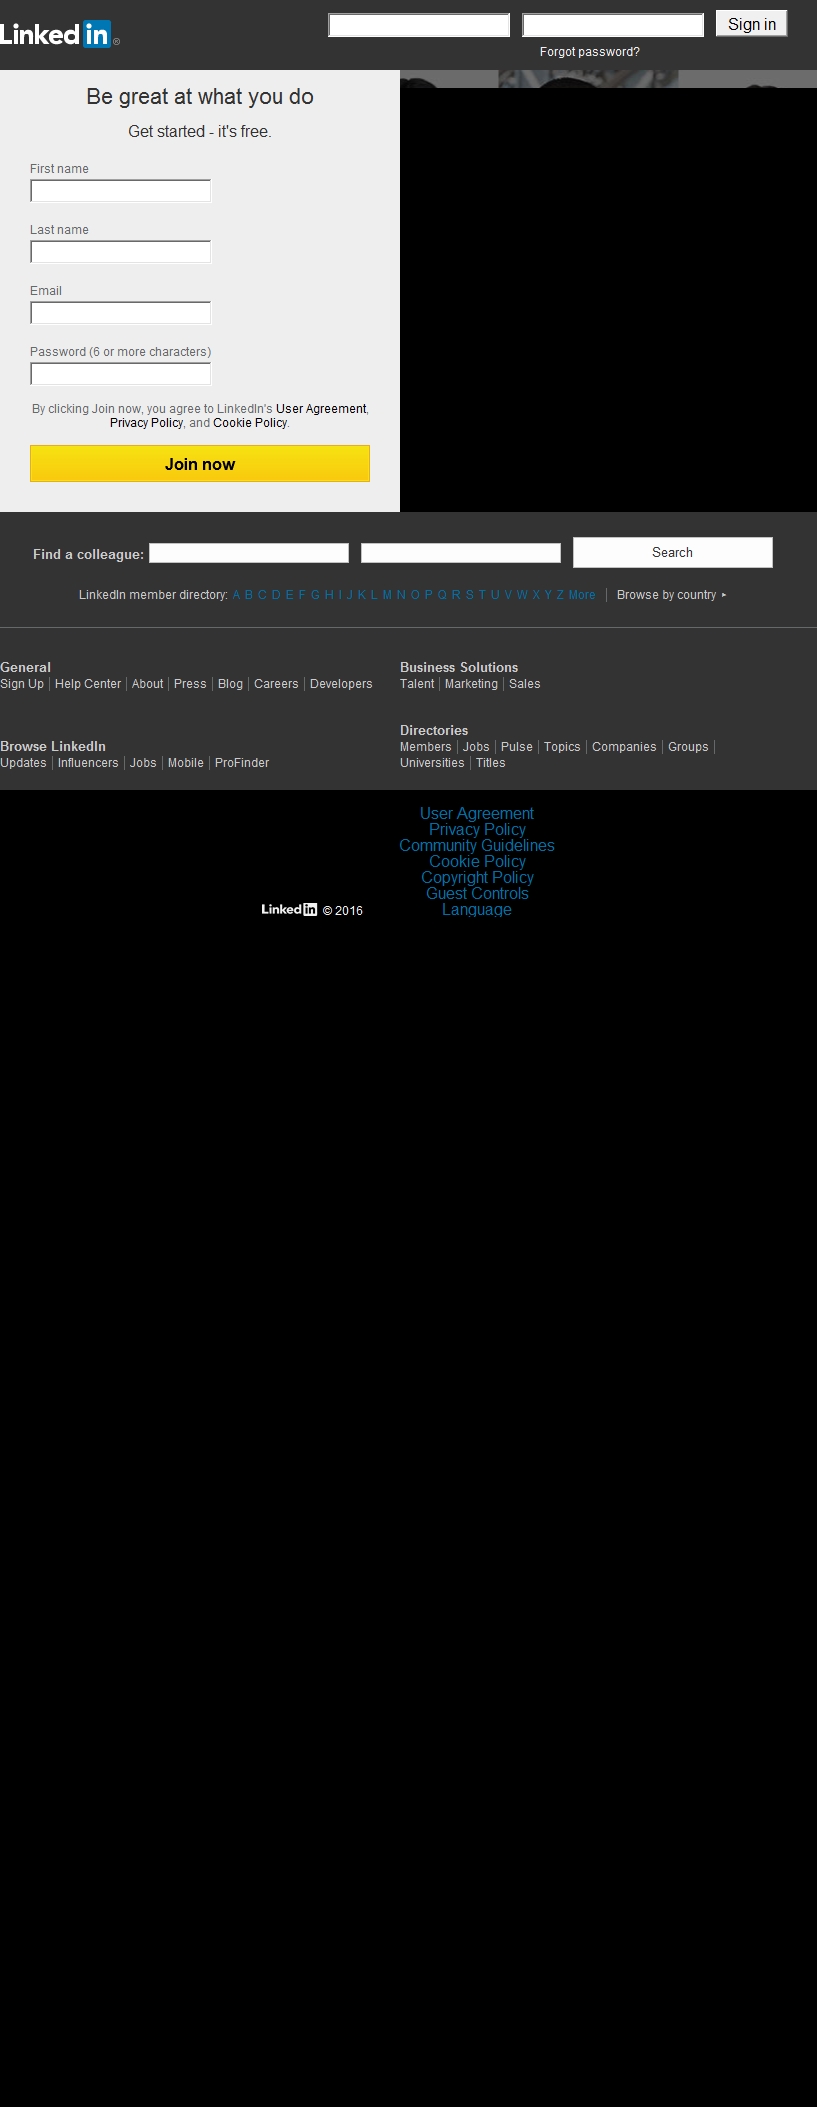 Linked in ®
Sign in
Forgot password?
Be great at what you do
Get started - it's free.
First name
Last name
Email
Password (6 or more characters)
By clicking Join now, you agree to LinkedIn's User Agreement,
Privacy Policy, and Cookie Policy.
Join now
Find a colleague:
Search
LinkedIn member directory: A B C D E F G H I J K L M N O P Q R S T U V W X Y Z More | Browse by country ▸
General
Sign Up | Help Center | About | Press | Blog | Careers | Developers
Business Solutions
Talent | Marketing | Sales
Browse LinkedIn
Updates | Influencers | Jobs | Mobile | ProFinder
Directories
Members | Jobs | Pulse | Topics | Companies | Groups |
Universities | Titles
Linked in © 2016
User Agreement
Privacy Policy
Community Guidelines
Cookie Policy
Copyright Policy
Guest Controls
Language